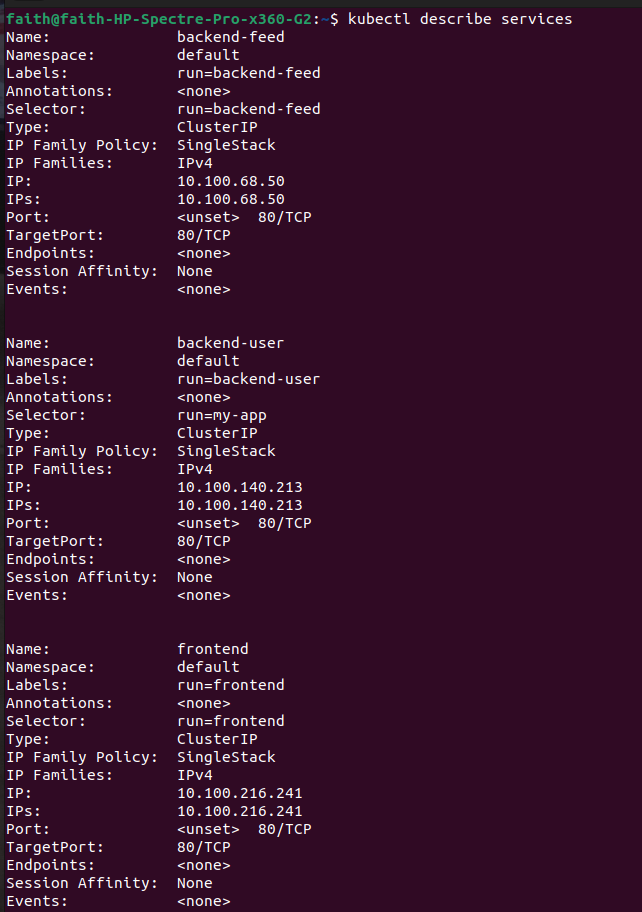 faith@faith-HP-Spectre-Pro-x360-G2:~$ kubectl describe services
Name:              backend-feed
Namespace:         default
Labels:            run=backend-feed
Annotations:       <none>
Selector:          run=backend-feed
Type:              ClusterIP
IP Family Policy:  SingleStack
IP Families:       IPv4
IP:                10.100.68.50
IPs:               10.100.68.50
Port:              <unset>  80/TCP
TargetPort:        80/TCP
Endpoints:         <none>
Session Affinity:  None
Events:            <none>
Name:              backend-user
Namespace:         default
Labels:            run=backend-user
Annotations:       <none>
Selector:          run=my-app
Type:              ClusterIP
IP Family Policy:  SingleStack
IP Families:       IPv4
IP:                10.100.140.213
IPs:               10.100.140.213
Port:              <unset>  80/TCP
TargetPort:        80/TCP
Endpoints:         <none>
Session Affinity:  None
Events:            <none>
Name:              frontend
Namespace:         default
Labels:            run=frontend
Annotations:       <none>
Selector:          run=frontend
Type:              ClusterIP
IP Family Policy:  SingleStack
IP Families:       IPv4
IP:                10.100.216.241
IPs:               10.100.216.241
Port:              <unset>  80/TCP
TargetPort:        80/TCP
Endpoints:         <none>
Session Affinity:  None
Events:            <none>